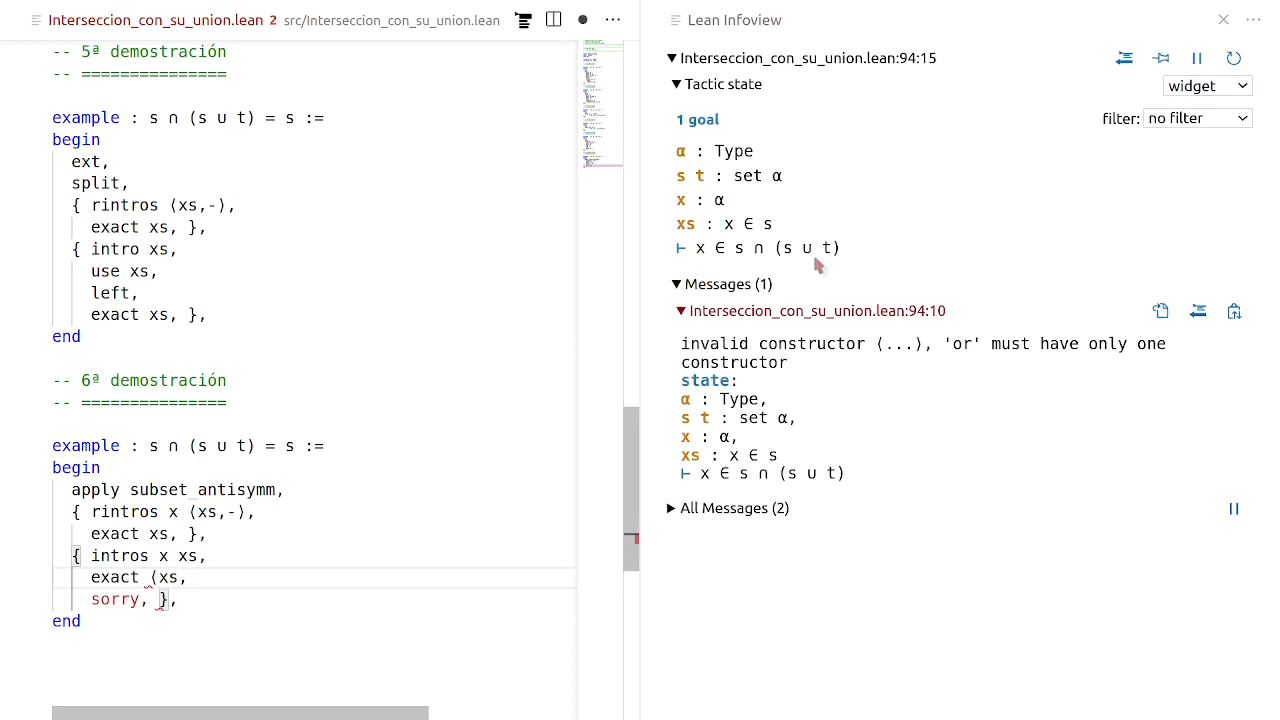 Interseccion_con_su_union.lean 2 src/Interseccion_con_su_union.lean
-- 5ª demostración
-- ===============
example : s ∩ (s ∪ t) = s :=
begin
ext,
split,
{ rintros ⟨xs,-⟩,
exact xs, },
{ intro xs,
use xs,
left,
exact xs, },
end
-- 6ª demostración
-- ===============
example : s ∩ (s ∪ t) = s :=
begin
apply subset_antisymm,
{ rintros x ⟨xs,-⟩,
exact xs, },
{ intros x xs,
exact ⟨xs,
sorry, },
end
Lean Infoview
Interseccion_con_su_union.lean:94:15
Tactic state
widget
1 goal
filter: no filter
α : Type
s t : set α
x : α
xs : x ∈ s
⊢ x ∈ s ∩ (s ∪ t)
Messages (1)
Interseccion_con_su_union.lean:94:10
invalid constructor ⟨...⟩, 'or' must have only one
constructor
state:
α : Type,
s t : set α,
x : α,
xs : x ∈ s
⊢ x ∈ s ∩ (s ∪ t)
All Messages (2)